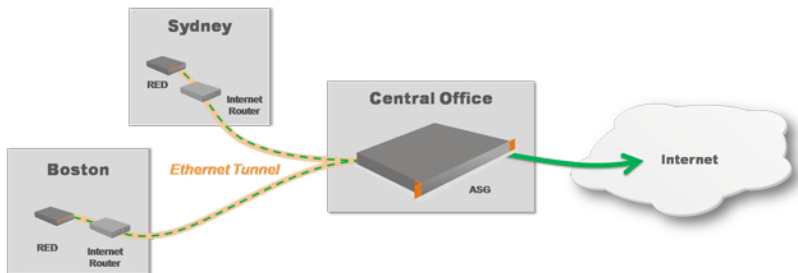 Sydney
RED
Internet
Router
Central Office
Ethernet Tunnel
ASG
Internet
Boston
RED
Internet
Router